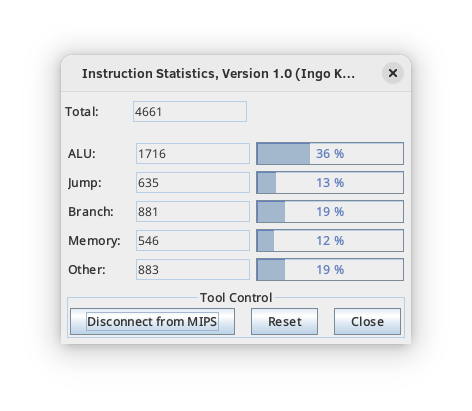 Instruction Statistics, Version 1.0 (Ingo K...
Total: 4661
ALU: 1716 36 %
Jump: 635 13 %
Branch: 881 19 %
Memory: 546 12 %
Other: 883 19 %
Tool Control
Disconnect from MIPS Reset Close